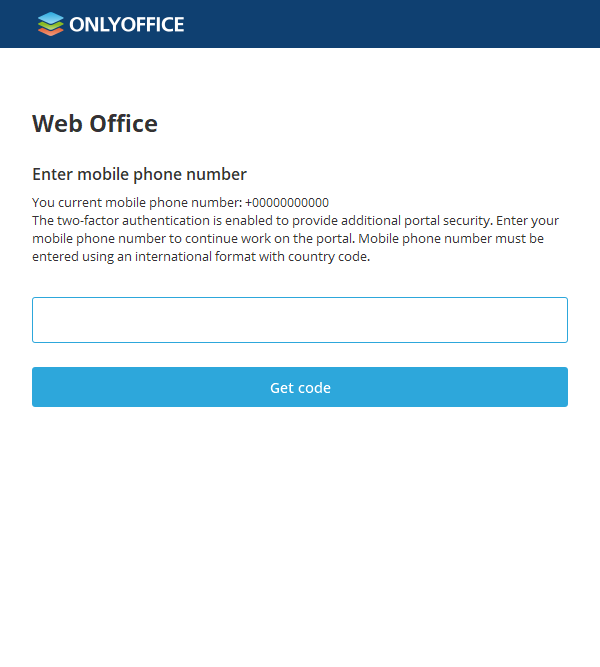 ONLYOFFICE
Web Office
Enter mobile phone number
You current mobile phone number: +00000000000
The two-factor authentication is enabled to provide additional portal security. Enter your
mobile phone number to continue work on the portal. Mobile phone number must be
entered using an international format with country code.
Get code